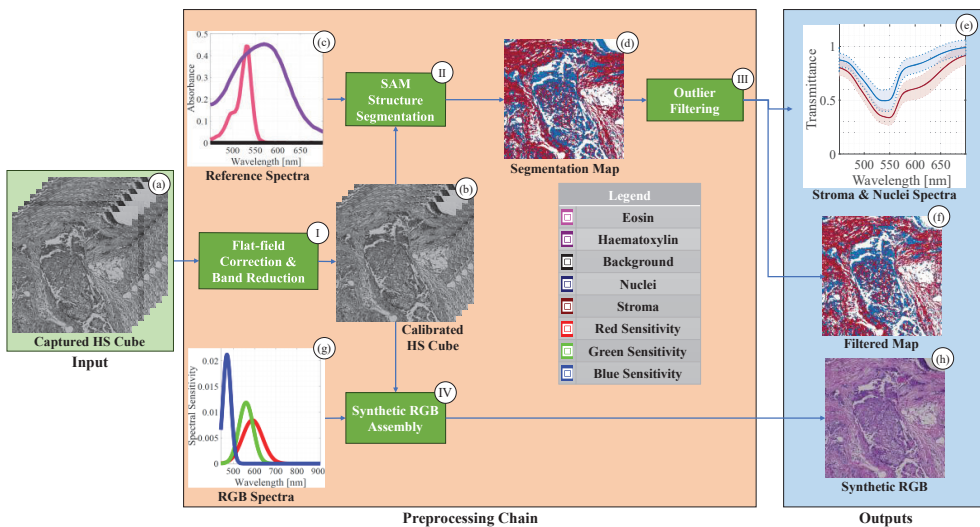 (a)
Captured HS Cube
Input
I
Flat-field
Correction &
Band Reduction
(c)
0.5
0.4
0.3
0.2
0.1
0
Absorbance
500
550
600
650
Wavelength [nm]
Reference Spectra
II
SAM
Structure
Segmentation
(d)
Segmentation Map
III
Outlier
Filtering
(b)
Calibrated
HS Cube
Legend
Eosin
Haematoxylin
Background
Nuclei
Stroma
Red Sensitivity
Green Sensitivity
Blue Sensitivity
(g)
0.02
0.015
0.01
0.005
0
Spectral Sensitivity
500
600
700
800
900
Wavelength [nm]
RGB Spectra
IV
Synthetic RGB
Assembly
Preprocessing Chain
(e)
1
0.5
0
Transmittance
500
550
600
650
Wavelength [nm]
Stroma & Nuclei Spectra
(f)
Filtered Map
(h)
Synthetic RGB
Outputs